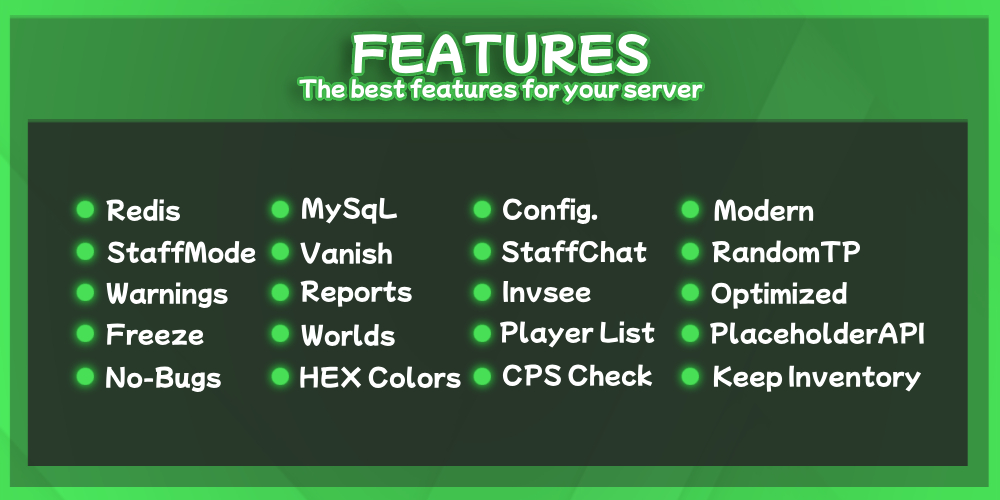 FEATURES
The best features for your server
Redis
StaffMode
Warnings
Freeze
No-Bugs
MySqL
Vanish
Reports
Worlds
HEX Colors
Config.
StaffChat
Invsee
Player List
CPS Check
Modern
RandomTP
Optimized
PlaceholderAPI
Keep Inventory